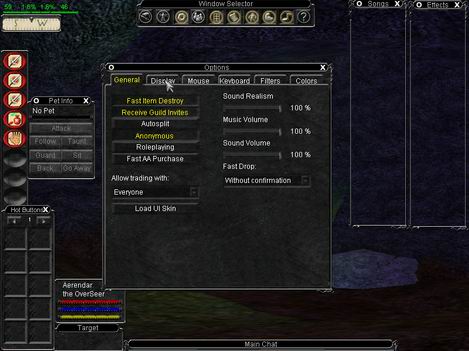 Window Selector
Songs X
Effects X
S W
Options X
General Display Mouse Keyboard Filters Colors
Fast Item Destroy
Receive Guild Invites
Autosplit
Anonymous
Roleplaying
Fast AA Purchase
Allow trading with:
Everyone
Load UI Skin
Sound Realism
100 %
Music Volume
100 %
Sound Volume
100 %
Fast Drop:
Without confirmation
Pet Info X
No Pet
Attack
Follow Taunt
Guard Sit
Back Go Away
Hot Buttons X
1
Aerendar
the OverSeer
Target
Main Chat